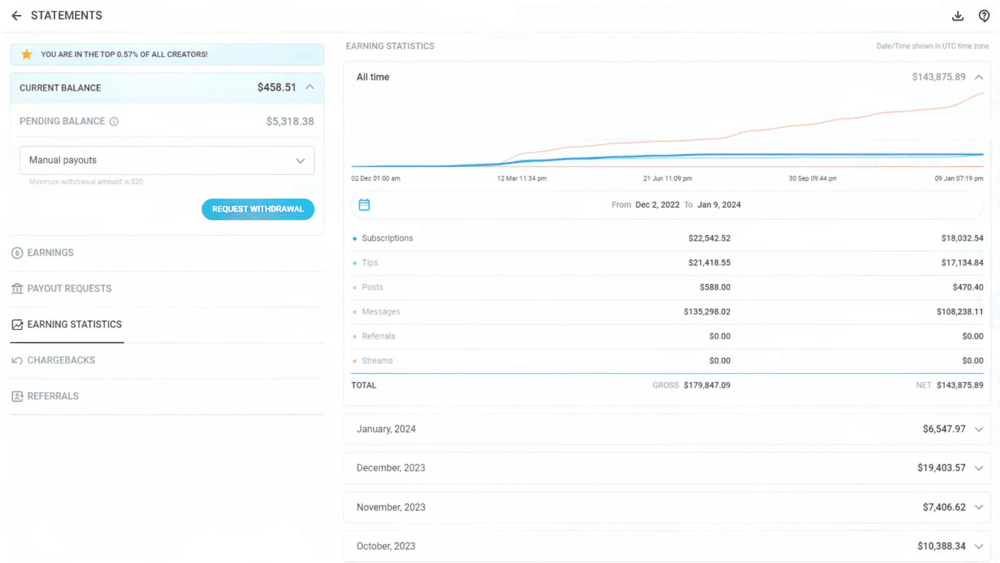 STATEMENTS
YOU ARE IN THE TOP 0.57% OF ALL CREATORS!
CURRENT BALANCE $458.51
PENDING BALANCE $5,318.38
Manual payouts
Minimum withdrawal amount is $20
REQUEST WITHDRAWAL
EARNINGS
PAYOUT REQUESTS
EARNING STATISTICS
CHARGEBACKS
REFERRALS
EARNING STATISTICS Date/Time shown in UTC time zone
All time $143,875.89
02 Dec 01:00 am 12 Mar 11:34 pm 21 Jun 11:09 pm 30 Sep 09:44 pm 09 Jan 07:19 pm
From Dec 2, 2022 To Jan 9, 2024
Subscriptions $22,542.52 $18,032.54
Tips $21,418.55 $17,134.84
Posts $588.00 $470.40
Messages $135,298.02 $108,238.11
Referrals $0.00 $0.00
Streams $0.00 $0.00
TOTAL GROSS $179,847.09 NET $143,875.89
January, 2024 $6,547.97
December, 2023 $19,403.57
November, 2023 $7,406.62
October, 2023 $10,388.34